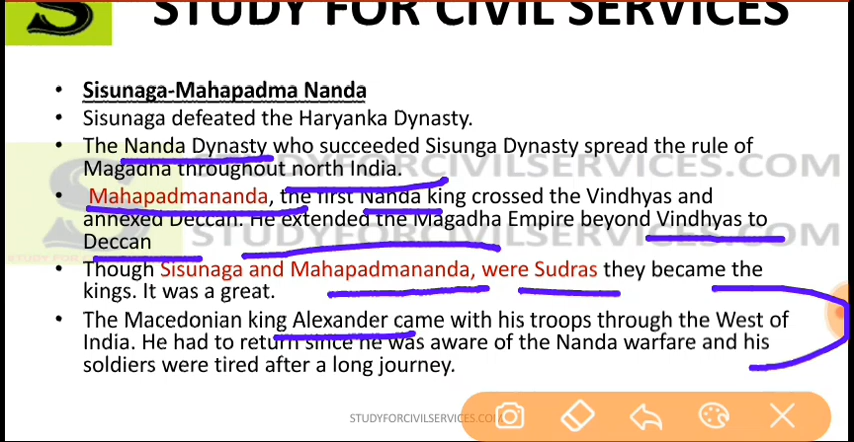 STUDY FOR CIVIL SERVICES
• Sisunaga-Mahapadma Nanda
• Sisunaga defeated the Haryanka Dynasty.
• The Nanda Dynasty who succeeded Sisunga Dynasty spread the rule of
Magadha throughout north India.
• Mahapadmananda, the first Nanda king crossed the Vindhyas and
annexed Deccan. He extended the Magadha Empire beyond Vindhyas to
Deccan
• Though Sisunaga and Mahapadmananda, were Sudras they became the
kings. It was a great.
• The Macedonian king Alexander came with his troops through the West of
India. He had to return since he was aware of the Nanda warfare and his
soldiers were tired after a long journey.
STUDYFORCIVILSERVICES.CO